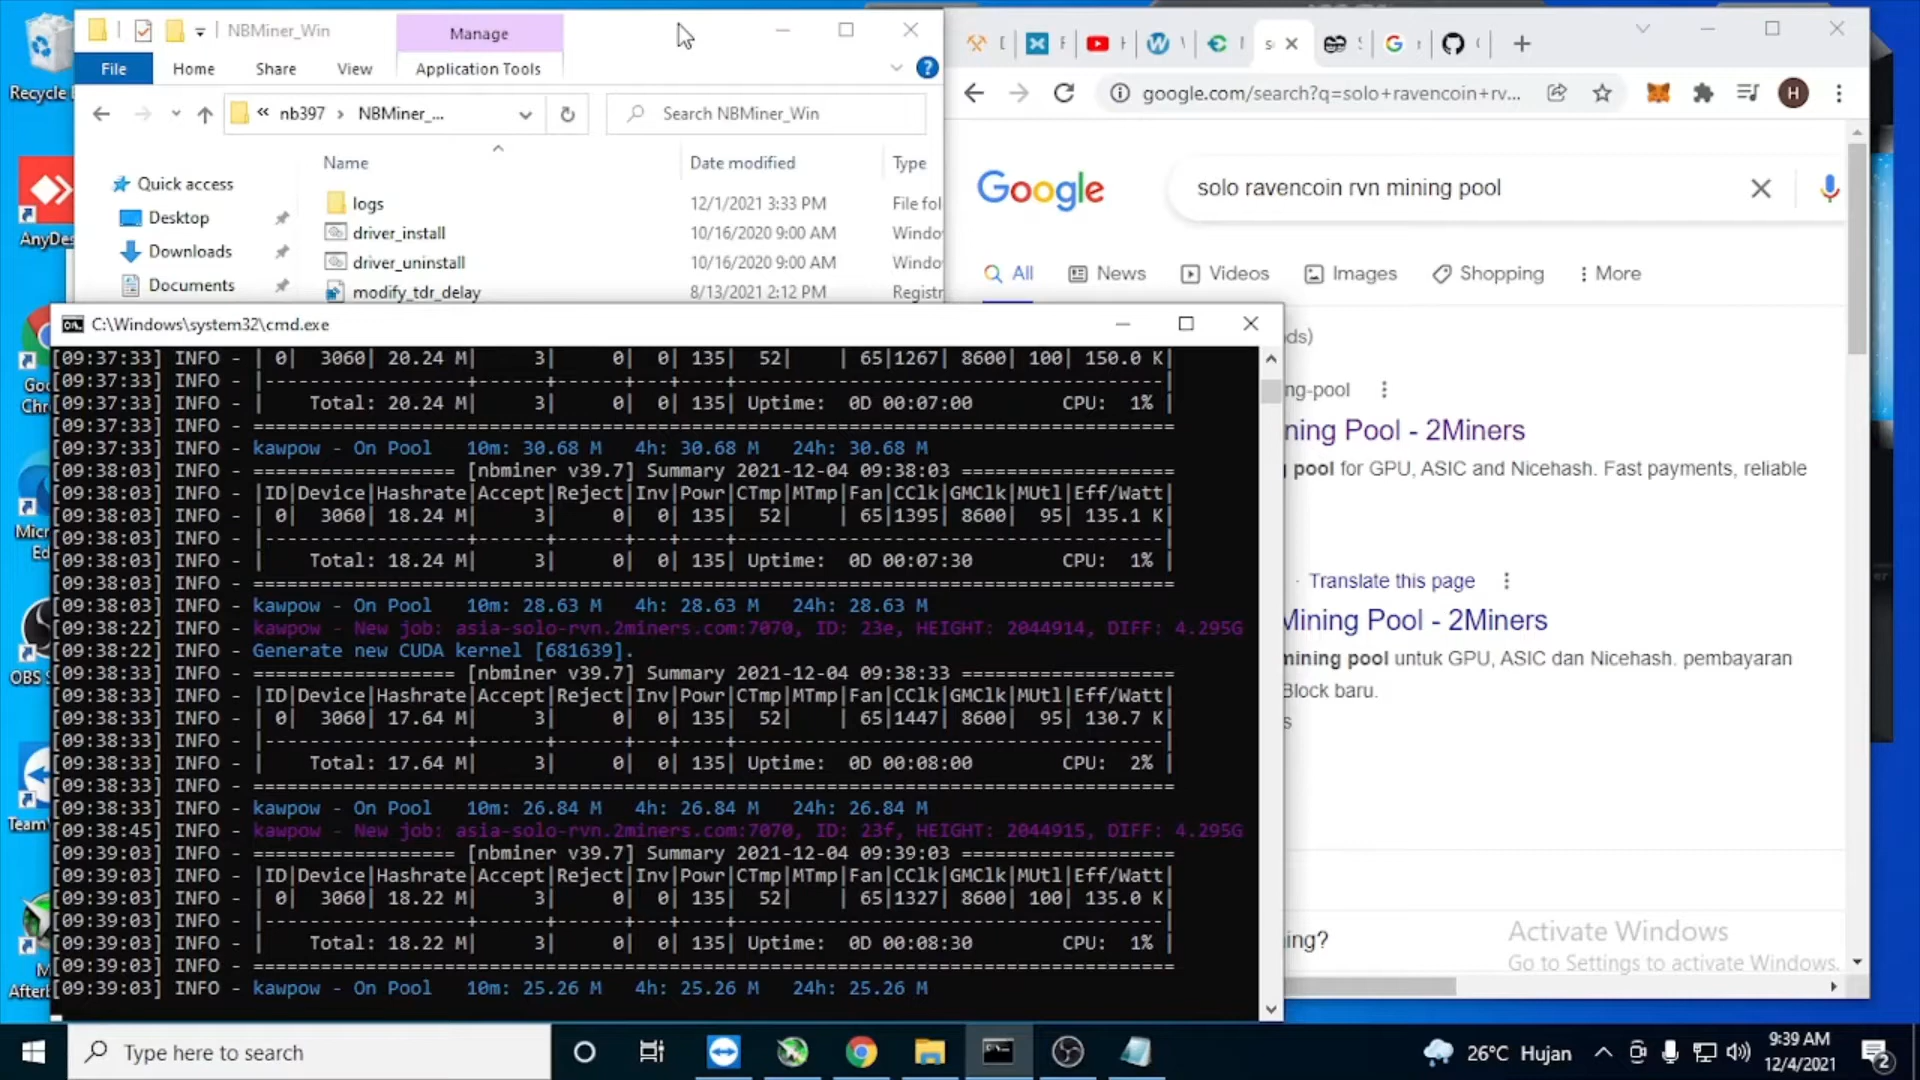 NBMiner_Win
Manage
File
Home
Share
View
Application Tools
nb397 > NBMiner_...
Search NBMiner_Win
Name
Date modified
Type
Quick access
Desktop
Downloads
Documents
logs 12/1/2021 3:33 PM File fol
driver_install 10/16/2020 9:00 AM Windo
driver_uninstall 10/16/2020 9:00 AM Windo
modify_tdr_delay 8/13/2021 2:12 PM Registr
Recycle
AnyDes
Goo
Chr
Micr
Ed
OBS S
Team
M
Afterb
google.com/search?q=solo+ravencoin+rv...
H
Google
solo ravencoin rvn mining pool
All
News
Videos
Images
Shopping
More
ds)
ng-pool
ning Pool - 2Miners
pool for GPU, ASIC and Nicehash. Fast payments, reliable
Translate this page
Mining Pool - 2Miners
mining pool untuk GPU, ASIC dan Nicehash. pembayaran
Block baru.
s
ing?
Activate Windows
Go to Settings to activate Windows.
C:\Windows\system32\cmd.exe
[09:37:33] INFO - | 0| 3060| 20.24 M| 3| 0| 0| 135| 52| | 65|1267| 8600| 100| 150.0 K|
[09:37:33] INFO - |------------------+------+------+---+----+--------------------------------------|
[09:37:33] INFO - | Total: 20.24 M| 3| 0| 0| 135| Uptime: 0D 00:07:00 CPU: 1% |
[09:37:33] INFO - ==================================================================================
[09:37:33] INFO - kawpow - On Pool 10m: 30.68 M 4h: 30.68 M 24h: 30.68 M
[09:38:03] INFO - ================== [nbminer v39.7] Summary 2021-12-04 09:38:03 ===================
[09:38:03] INFO - |ID|Device|Hashrate|Accept|Reject|Inv|Powr|CTmp|MTmp|Fan|CClk|GMClk|MUtl|Eff/Watt|
[09:38:03] INFO - | 0| 3060| 18.24 M| 3| 0| 0| 135| 52| | 65|1395| 8600| 95| 135.1 K|
[09:38:03] INFO - |------------------+------+------+---+----+--------------------------------------|
[09:38:03] INFO - | Total: 18.24 M| 3| 0| 0| 135| Uptime: 0D 00:07:30 CPU: 1% |
[09:38:03] INFO - ==================================================================================
[09:38:03] INFO - kawpow - On Pool 10m: 28.63 M 4h: 28.63 M 24h: 28.63 M
[09:38:22] INFO - kawpow - New job: asia-solo-rvn.2miners.com:7070, ID: 23e, HEIGHT: 2044914, DIFF: 4.295G
[09:38:22] INFO - Generate new CUDA kernel [681639].
[09:38:33] INFO - ================== [nbminer v39.7] Summary 2021-12-04 09:38:33 ===================
[09:38:33] INFO - |ID|Device|Hashrate|Accept|Reject|Inv|Powr|CTmp|MTmp|Fan|CClk|GMClk|MUtl|Eff/Watt|
[09:38:33] INFO - | 0| 3060| 17.64 M| 3| 0| 0| 135| 52| | 65|1447| 8600| 95| 130.7 K|
[09:38:33] INFO - |------------------+------+------+---+----+--------------------------------------|
[09:38:33] INFO - | Total: 17.64 M| 3| 0| 0| 135| Uptime: 0D 00:08:00 CPU: 2% |
[09:38:33] INFO - ==================================================================================
[09:38:33] INFO - kawpow - On Pool 10m: 26.84 M 4h: 26.84 M 24h: 26.84 M
[09:38:45] INFO - kawpow - New job: asia-solo-rvn.2miners.com:7070, ID: 23f, HEIGHT: 2044915, DIFF: 4.295G
[09:39:03] INFO - ================== [nbminer v39.7] Summary 2021-12-04 09:39:03 ===================
[09:39:03] INFO - |ID|Device|Hashrate|Accept|Reject|Inv|Powr|CTmp|MTmp|Fan|CClk|GMClk|MUtl|Eff/Watt|
[09:39:03] INFO - | 0| 3060| 18.22 M| 3| 0| 0| 135| 52| | 65|1327| 8600| 100| 135.0 K|
[09:39:03] INFO - |------------------+------+------+---+----+--------------------------------------|
[09:39:03] INFO - | Total: 18.22 M| 3| 0| 0| 135| Uptime: 0D 00:08:30 CPU: 1% |
[09:39:03] INFO - ==================================================================================
[09:39:03] INFO - kawpow - On Pool 10m: 25.26 M 4h: 25.26 M 24h: 25.26 M
Type here to search
26°C Hujan
9:39 AM
12/4/2021
2